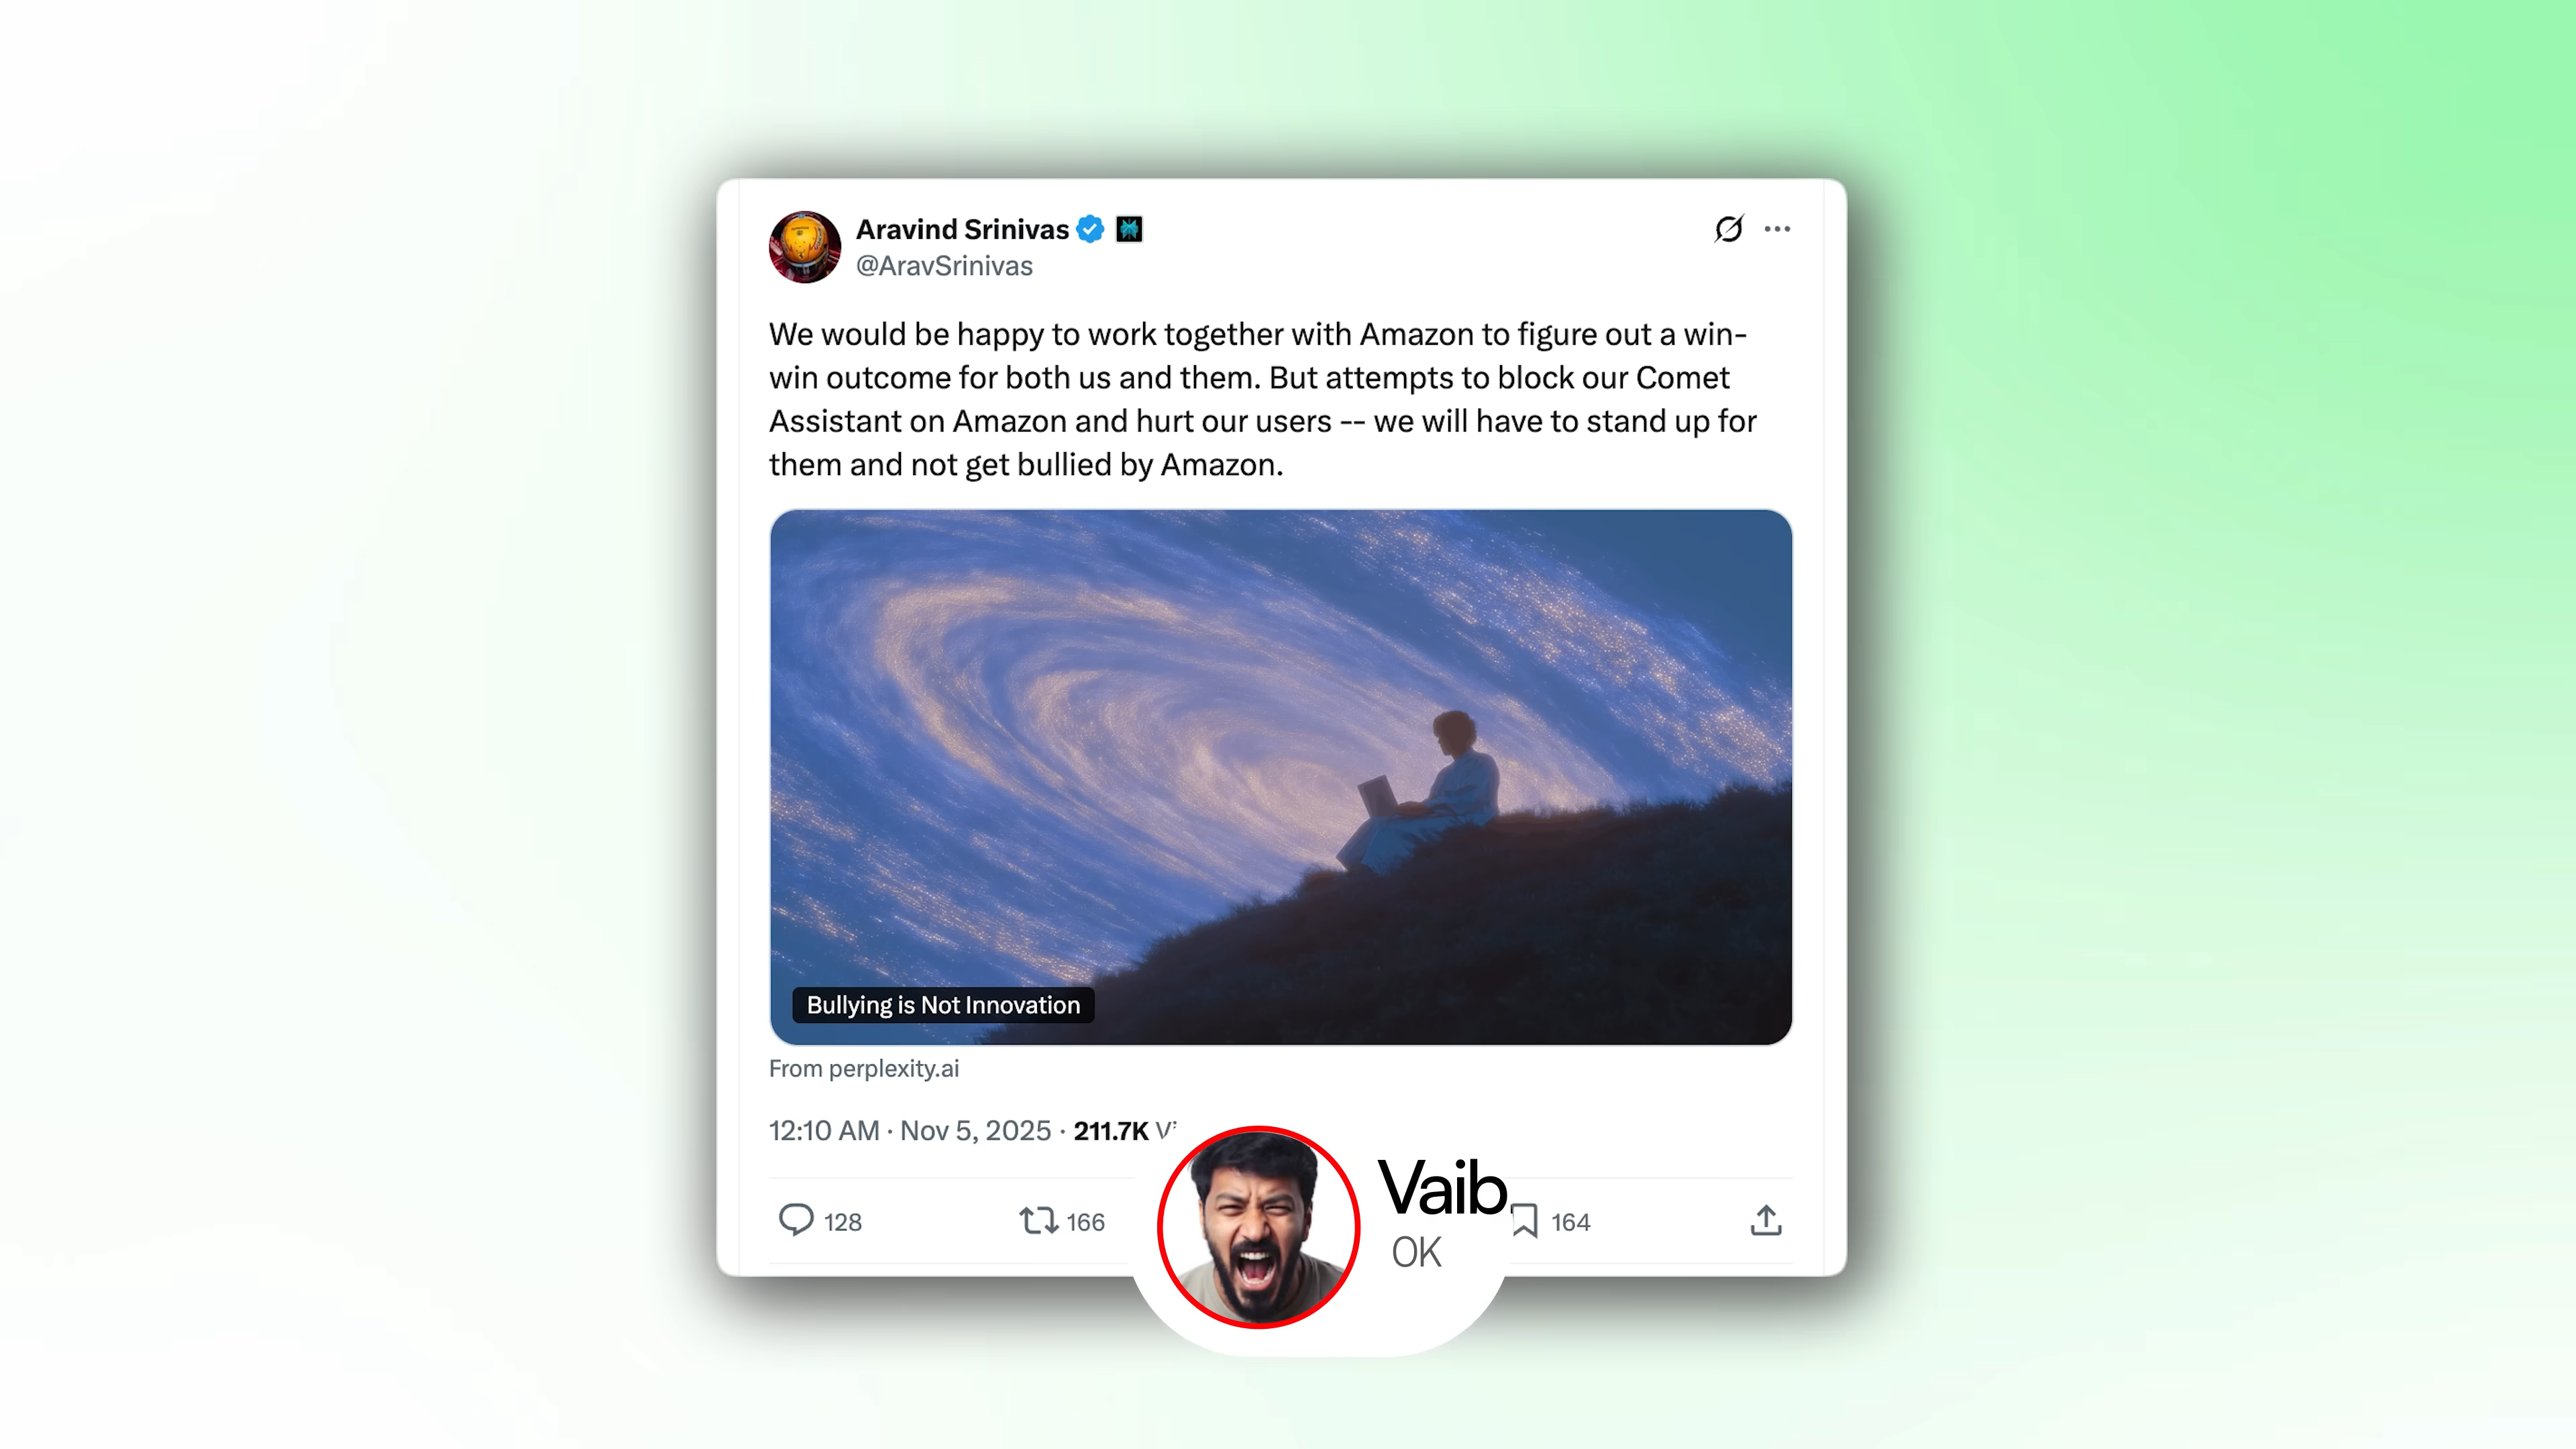 Aravind Srinivas
@AravSrinivas
We would be happy to work together with Amazon to figure out a win-
win outcome for both us and them. But attempts to block our Comet
Assistant on Amazon and hurt our users -- we will have to stand up for
them and not get bullied by Amazon.
Bullying is Not Innovation
From perplexity.ai
12:10 AM · Nov 5, 2025 · 211.7K
128 166 164
Vaib
OK